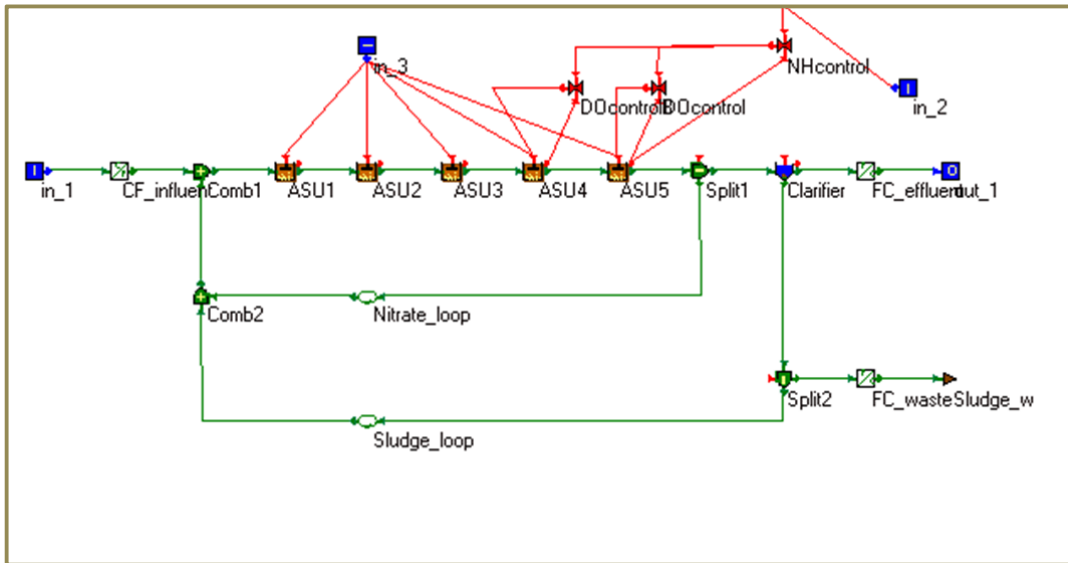 in_3
NHcontrol
DOcontrol
DOcontrol
in_2
in_1
CF_influen
Comb1
ASU1
ASU2
ASU3
ASU4
ASU5
Split1
Clarifier
FC_effluent
out_1
Comb2
Nitrate_loop
Split2
FC_waste
Sludge_w
Sludge_loop